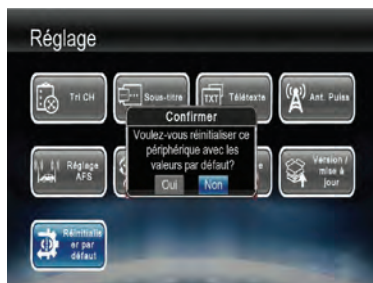 Réglage
Tri CH
Sous-titre
Télétexte
Ant. Puiss
TXT
Confirmer
Voulez-vous réinitialiser ce
périphérique avec les
valeurs par défaut?
Oui
Non
Réglage
AFS
e
Version /
mise à
jour
Réinitialis
er par
défaut